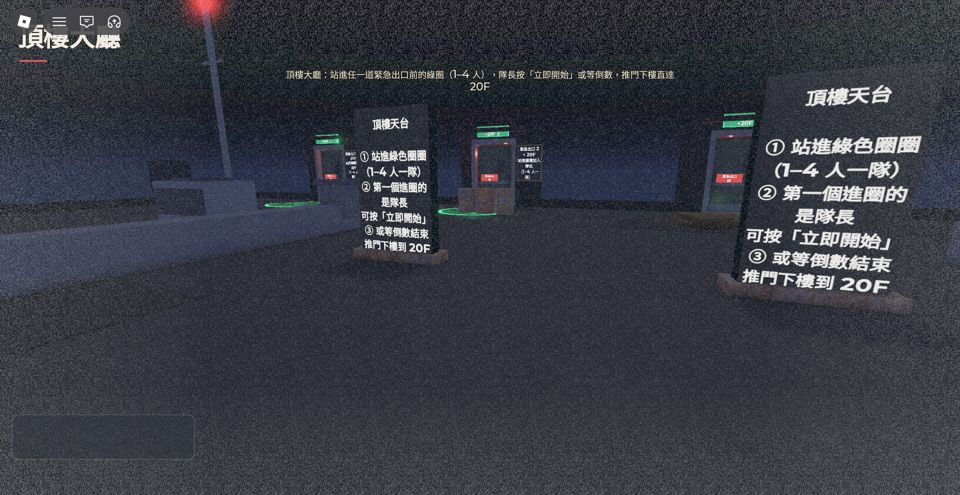 頂樓大廳
頂樓大廳：站進任一道緊急出口前的綠圈（1–4 人），隊長按「立即開始」或等倒數，推門下樓直達
20F
頂樓天台
① 站進綠色圈圈
（1–4 人一隊）
② 第一個進圈的
是隊長
可按「立即開始」
③ 或等倒數結束
推門下樓到 20F
頂樓天台
① 站進綠色圈圈
（1–4 人一隊）
② 第一個進圈的
是隊長
可按「立即開始」
③ 或等倒數結束
推門下樓到 20F